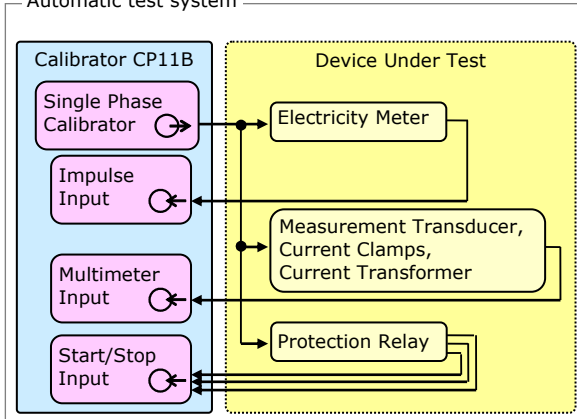 Automatic test system
Calibrator CP11B
Device Under Test
Single Phase
Calibrator
Electricity Meter
Impulse
Input
Measurement Transducer,
Current Clamps,
Current Transformer
Multimeter
Input
Protection Relay
Start/Stop
Input